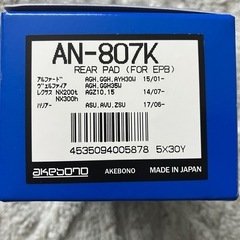 AN-807K
REAR PAD (FOR EPB)
アルファード AGH,GGH,AYH30W 15/01-
ヴェルファイア AGH,GGH35W
レクサス NX200t AGZ10,15 14/07-
NX300h
ハリアー ASU,AVU,ZSU 17/06-
4535094005878 5X30Y
akebono AKEBONO MADE IN JAPAN